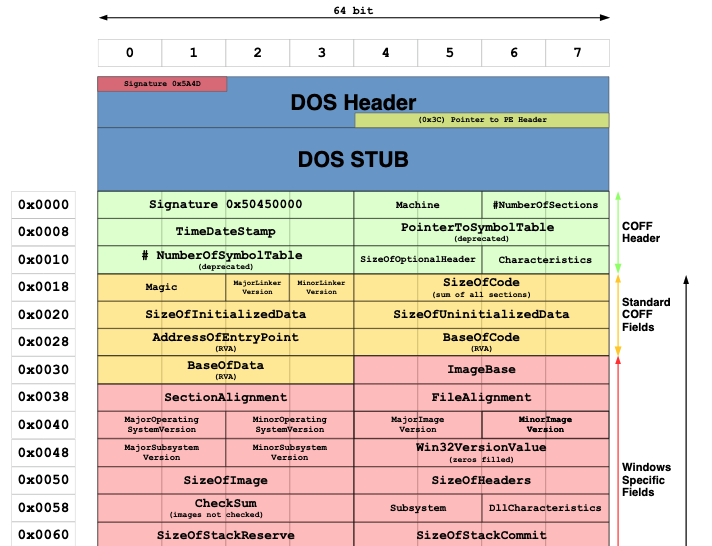 64 bit
0 1 2 3 4 5 6 7
Signature 0x5A4D
DOS Header
(0x3C) Pointer to PE Header
DOS STUB
0x0000 Signature 0x50450000 Machine #NumberOfSections
0x0008 TimeDateStamp PointerToSymbolTable
(deprecated)
COFF
Header
0x0010 # NumberOfSymbolTable
(deprecated)
SizeOfOptionalHeader Characteristics
0x0018 Magic MajorLinker
Version
MinorLinker
Version
SizeOfCode
(sum of all sections)
0x0020 SizeOfInitializedData SizeOfUninitializedData
Standard
COFF
Fields
0x0028 AddressOfEntryPoint
(RVA)
BaseOfCode
(RVA)
0x0030 BaseOfData
(RVA)
ImageBase
0x0038 SectionAlignment FileAlignment
0x0040 MajorOperating
SystemVersion
MinorOperating
SystemVersion
MajorImage
Version
MinorImage
Version
0x0048 MajorSubsystem
Version
MinorSubsystem
Version
Win32VersionValue
(zeros filled)
0x0050 SizeOfImage SizeOfHeaders
Windows
Specific
Fields
0x0058 CheckSum
(images not checked)
Subsystem DllCharacteristics
0x0060 SizeOfStackReserve SizeOfStackCommit